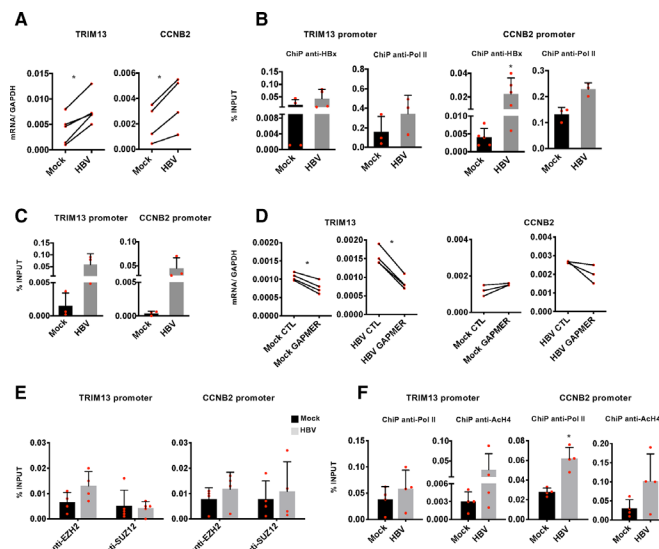 A
TRIM13
CCNB2
mRNA/ GAPDH
0.015
0.010
0.005
0.000
*
Mock
HBV
0.006
0.004
0.002
0.000
*
Mock
HBV
B
TRIM13 promoter
CCNB2 promoter
ChiP anti-HBx
ChiP anti-Pol II
ChiP anti-HBx
ChiP anti-Pol II
% INPUT
0.15
0.10
0.05
0.0008
0.0006
0.0004
0.0002
0.0000
Mock
HBV
0.8
0.6
0.4
0.2
0.0
Mock
HBV
0.04
0.02
0.010
0.005
0.000
*
Mock
HBV
0.3
0.2
0.1
0.0
Mock
HBV
C
TRIM13 promoter
CCNB2 promoter
% INPUT
0.15
0.10
0.05
0.005
0.000
Mock
HBV
0.10
0.05
0.005
0.000
Mock
HBV
D
TRIM13
CCNB2
mRNA/ GAPDH
0.0020
0.0015
0.0010
0.0005
0.0000
*
Mock CTL
Mock GAPMER
0.0020
0.0015
0.0010
0.0005
0.0000
*
HBV CTL
HBV GAPMER
0.003
0.002
0.001
0.000
Mock CTL
Mock GAPMER
0.004
0.003
0.002
0.001
0.000
HBV CTL
HBV GAPMER
E
TRIM13 promoter
CCNB2 promoter
Mock
HBV
% INPUT
0.03
0.02
0.01
0.00
anti-EZH2
anti-SUZ12
0.03
0.02
0.01
0.00
anti-EZH2
anti-SUZ12
F
TRIM13 promoter
CCNB2 promoter
ChiP anti-Pol II
ChiP anti-AcH4
ChiP anti-Pol II
ChiP anti-AcH4
% INPUT
0.15
0.10
0.05
0.00
Mock
HBV
0.15
0.10
0.05
0.006
0.003
0.000
Mock
HBV
0.10
0.08
0.06
0.04
0.02
0.00
*
Mock
HBV
0.20
0.15
0.10
0.05
0.00
Mock
HBV